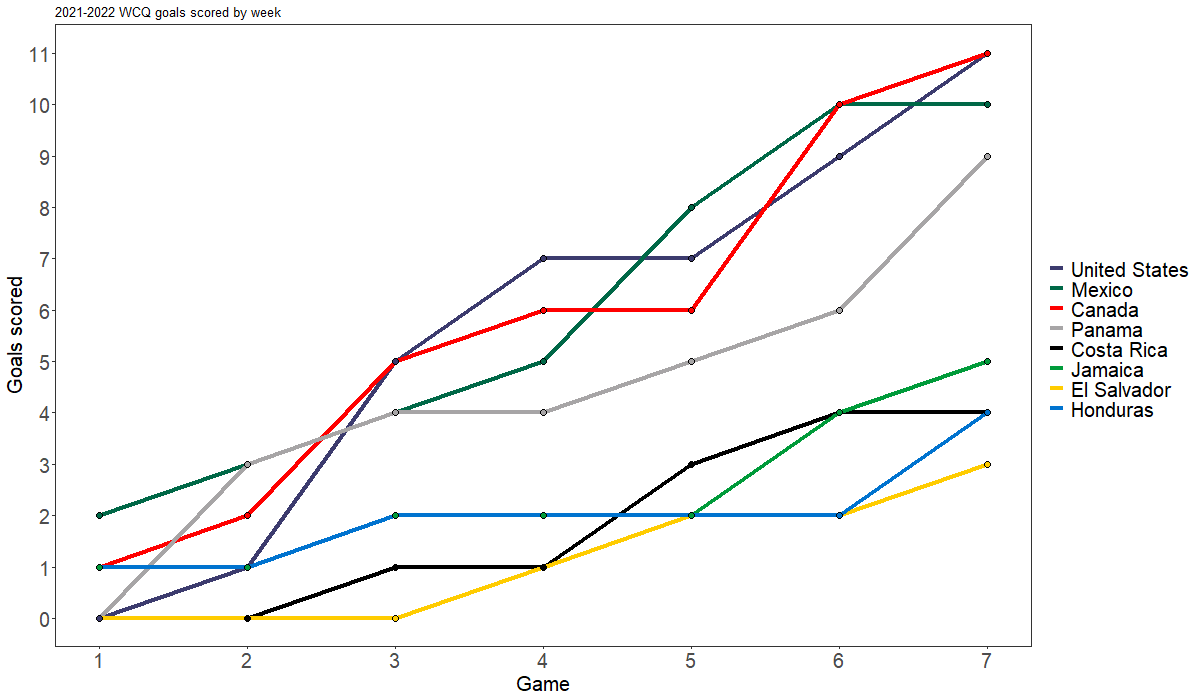 2021-2022 WCQ goals scored by week
11
10
9
8
7
6
5
4
3
2
1
0
Goals scored
1 2 3 4 5 6 7
Game
United States
Mexico
Canada
Panama
Costa Rica
Jamaica
El Salvador
Honduras